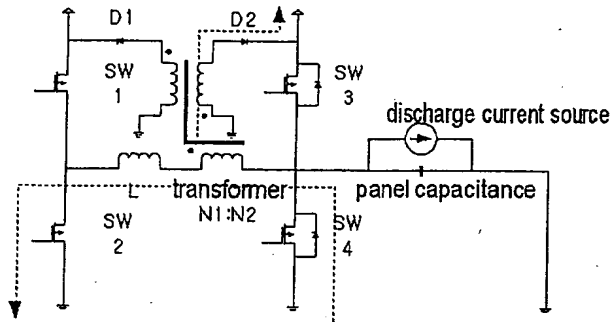 D1
D2
SW
1
SW
3
discharge current source
L
transformer
panel capacitance
N1:N2
SW
2
SW
4